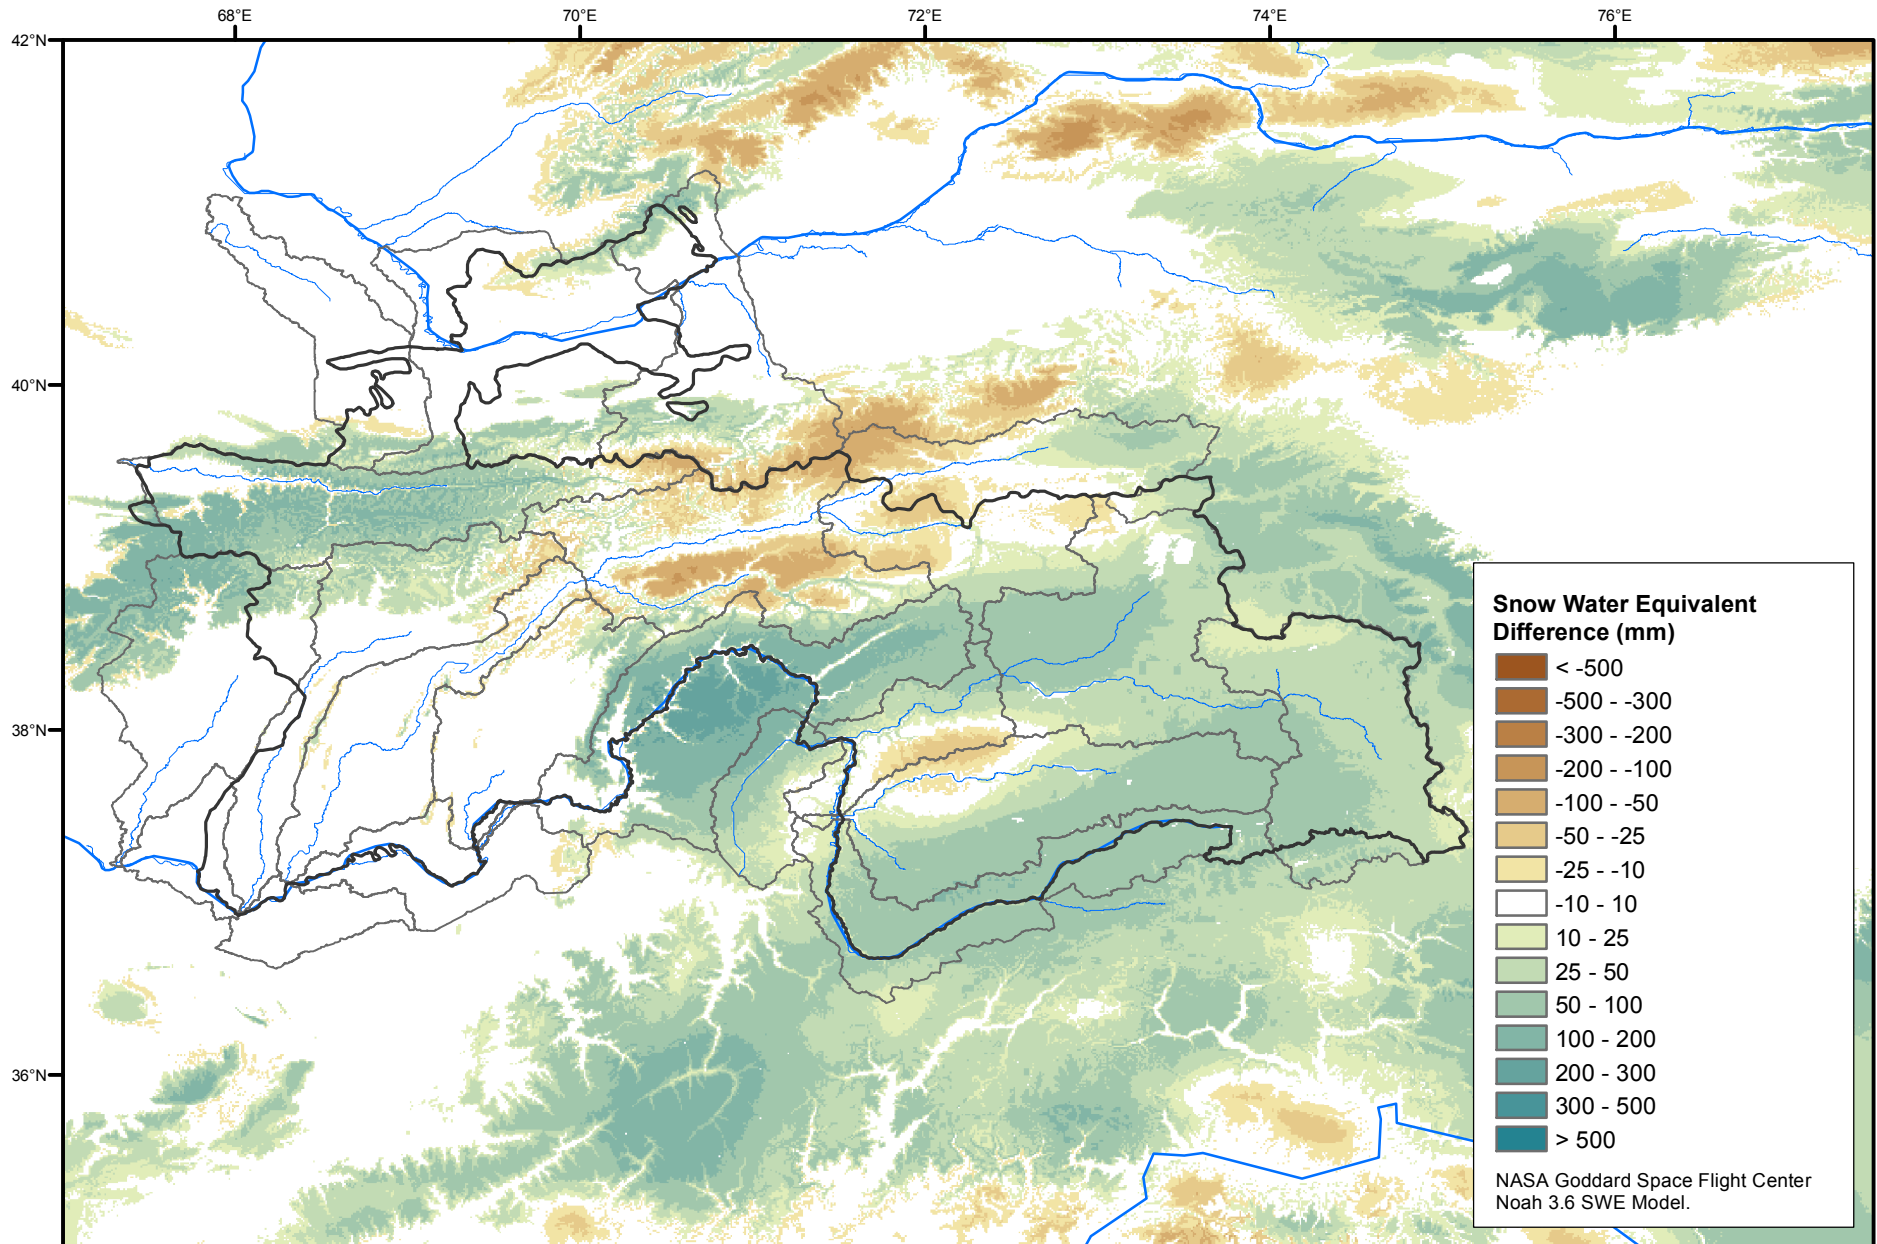 68°E
70°E
72°E
74°E
76°E
42°N
40°N
38°N
36°N
Snow Water Equivalent
Difference (mm)
< -500
-500 - -300
-300 - -200
-200 - -100
-100 - -50
-50 - -25
-25 - -10
-10 - 10
10 - 25
25 - 50
50 - 100
100 - 200
200 - 300
300 - 500
> 500
NASA Goddard Space Flight Center
Noah 3.6 SWE Model.